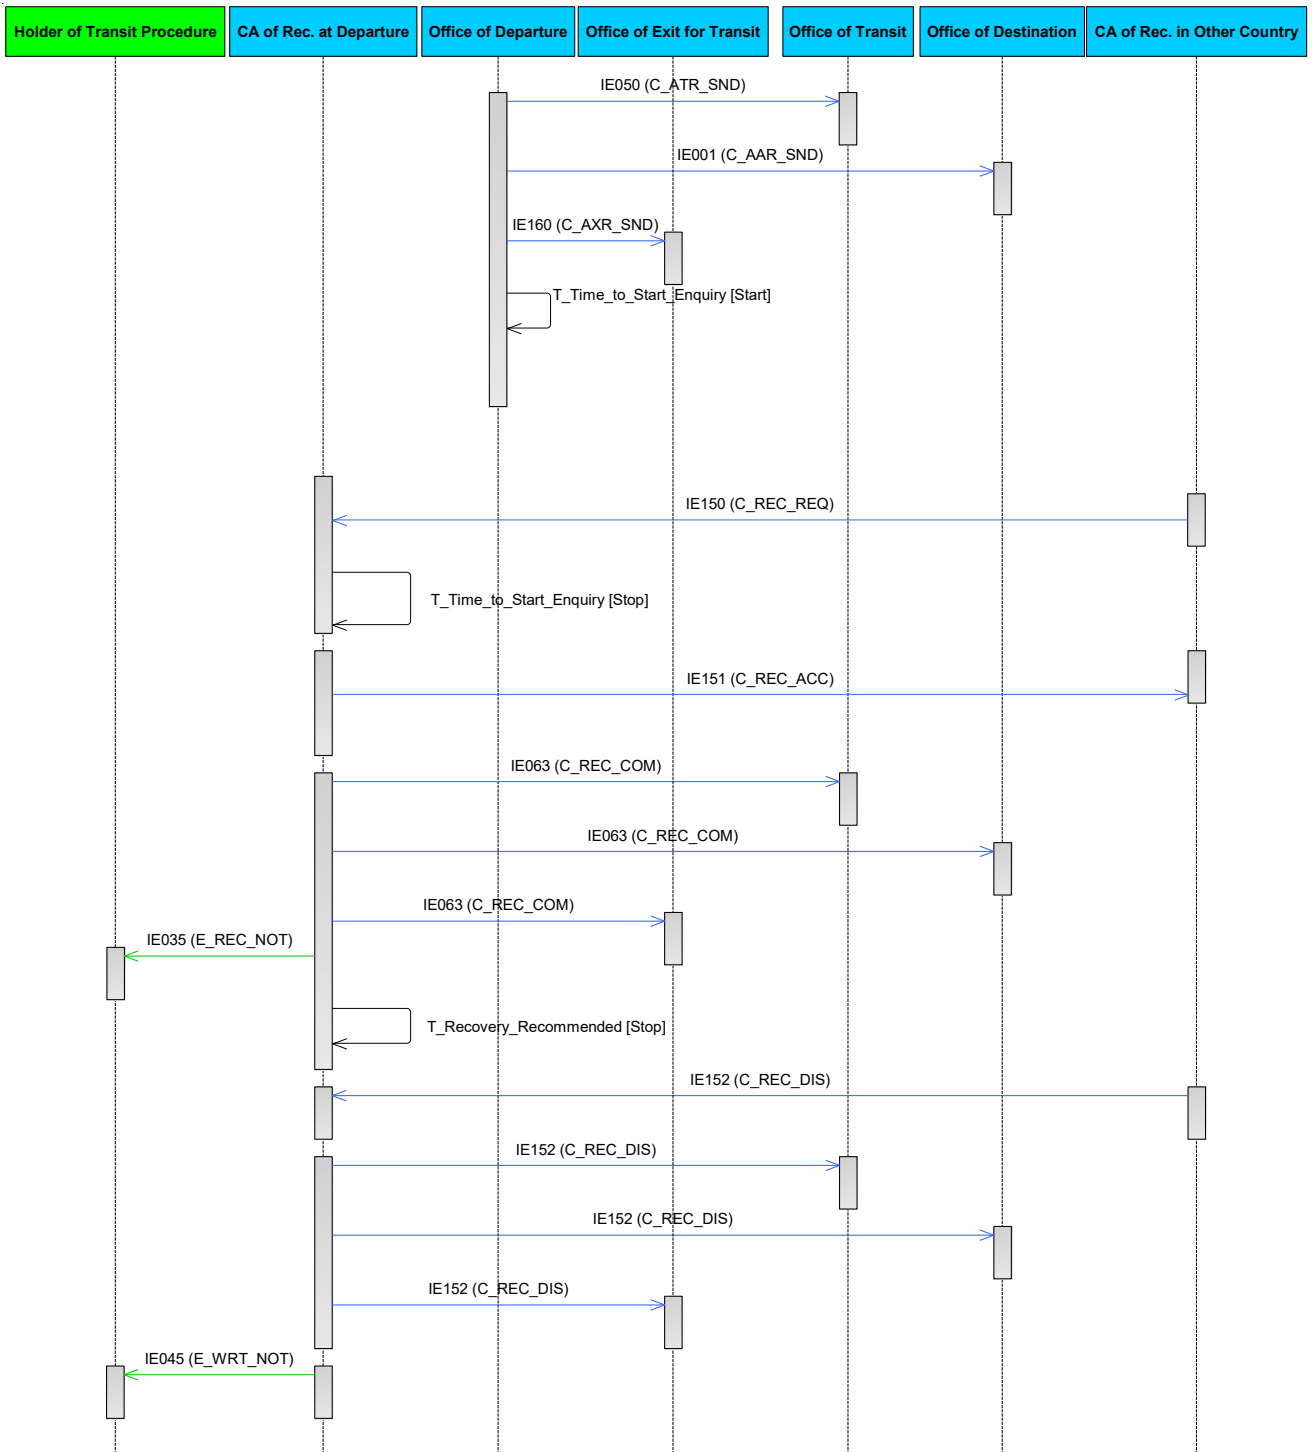 Holder of Transit Procedure
CA of Rec. at Departure
Office of Departure
Office of Exit for Transit
Office of Transit
Office of Destination
CA of Rec. in Other Country
IE050 (C_ATR_SND)
IE001 (C_AAR_SND)
IE160 (C_AXR_SND)
T_Time_to_Start_Enquiry [Start]
IE150 (C_REC_REQ)
T_Time_to_Start_Enquiry [Stop]
IE151 (C_REC_ACC)
IE063 (C_REC_COM)
IE063 (C_REC_COM)
IE063 (C_REC_COM)
IE035 (E_REC_NOT)
T_Recovery_Recommended [Stop]
IE152 (C_REC_DIS)
IE152 (C_REC_DIS)
IE152 (C_REC_DIS)
IE152 (C_REC_DIS)
IE045 (E_WRT_NOT)